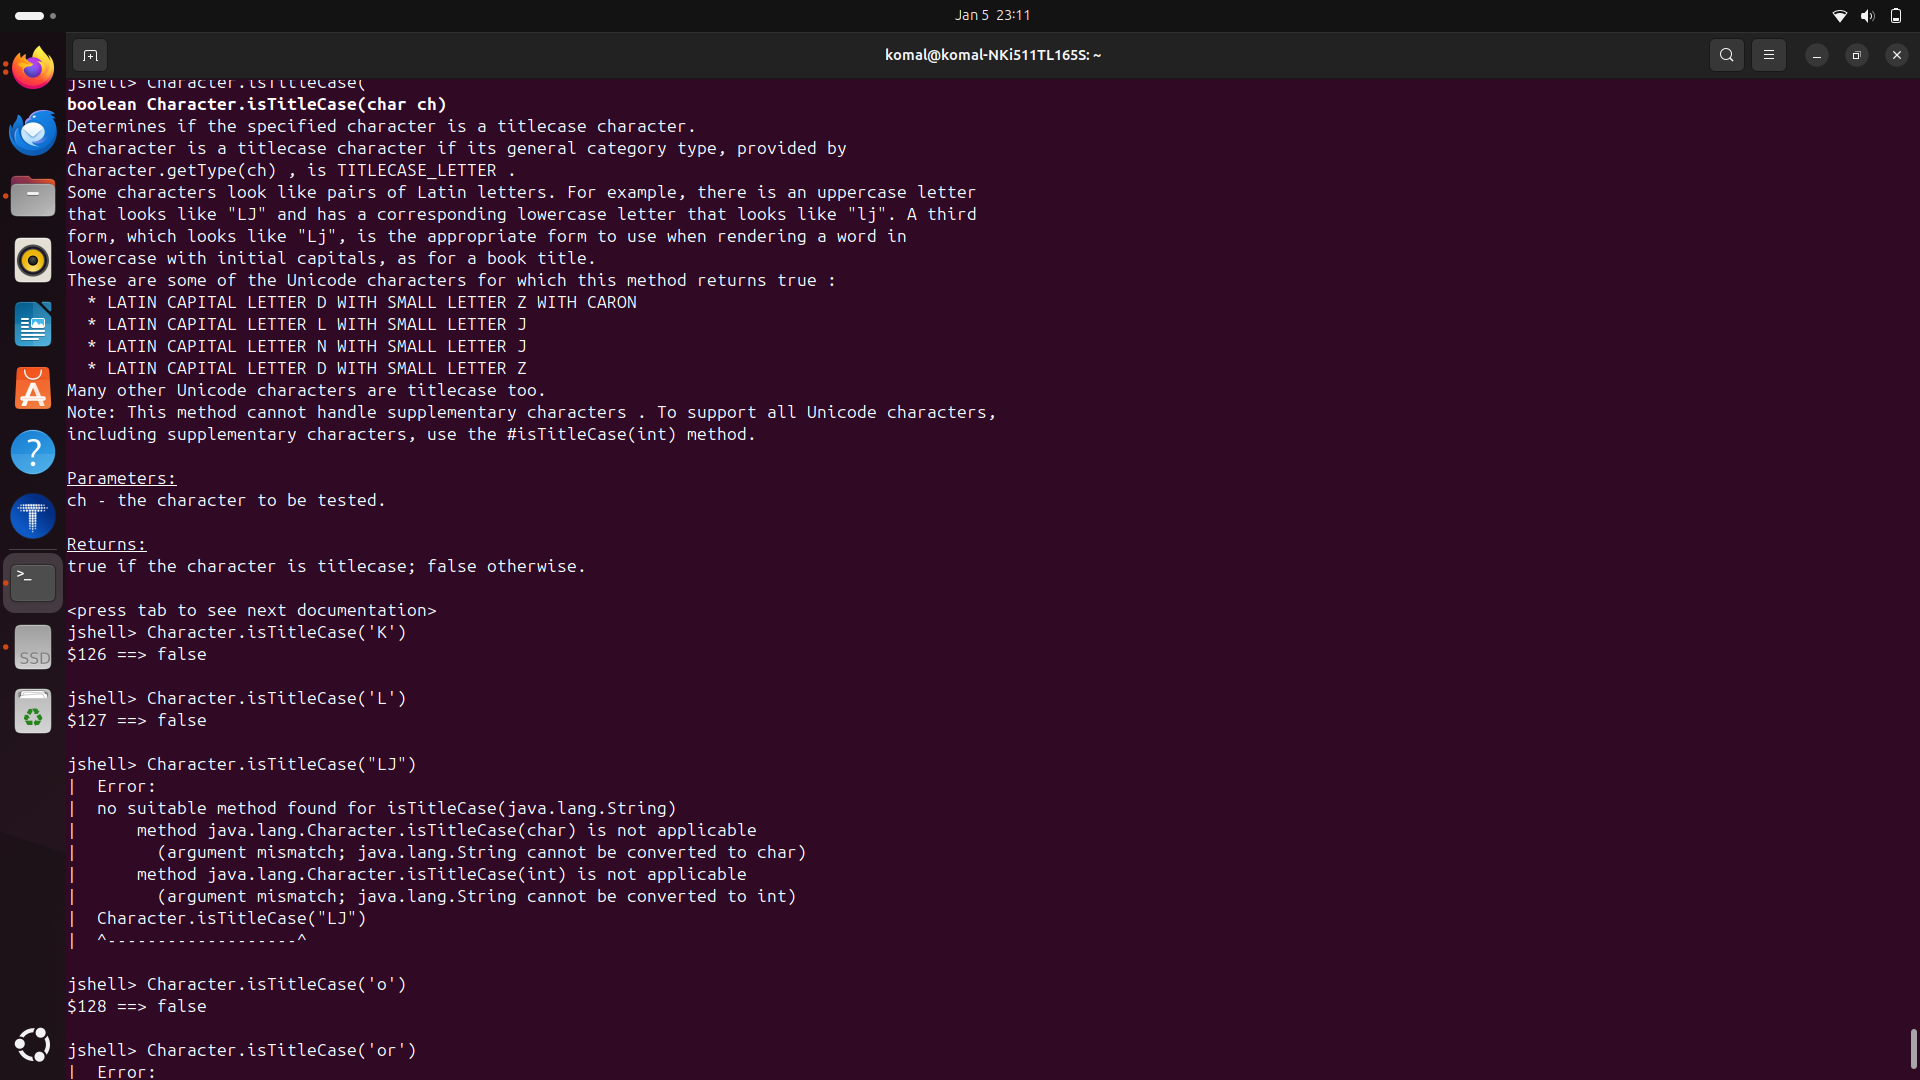 Jan 5 23:11
komal@komal-NKi511TL165S: ~
jshell> Character.isTitleCase(
boolean Character.isTitleCase(char ch)
Determines if the specified character is a titlecase character.
A character is a titlecase character if its general category type, provided by
Character.getType(ch) , is TITLECASE_LETTER .
Some characters look like pairs of Latin letters. For example, there is an uppercase letter
that looks like "LJ" and has a corresponding lowercase letter that looks like "lj". A third
form, which looks like "Lj", is the appropriate form to use when rendering a word in
lowercase with initial capitals, as for a book title.
These are some of the Unicode characters for which this method returns true :
  * LATIN CAPITAL LETTER D WITH SMALL LETTER Z WITH CARON
  * LATIN CAPITAL LETTER L WITH SMALL LETTER J
  * LATIN CAPITAL LETTER N WITH SMALL LETTER J
  * LATIN CAPITAL LETTER D WITH SMALL LETTER Z
Many other Unicode characters are titlecase too.
Note: This method cannot handle supplementary characters . To support all Unicode characters,
including supplementary characters, use the #isTitleCase(int) method.
Parameters:
ch - the character to be tested.
Returns:
true if the character is titlecase; false otherwise.
<press tab to see next documentation>
jshell> Character.isTitleCase('K')
$126 ==> false
jshell> Character.isTitleCase('L')
$127 ==> false
jshell> Character.isTitleCase("LJ")
|  Error:
|  no suitable method found for isTitleCase(java.lang.String)
|      method java.lang.Character.isTitleCase(char) is not applicable
|        (argument mismatch; java.lang.String cannot be converted to char)
|      method java.lang.Character.isTitleCase(int) is not applicable
|        (argument mismatch; java.lang.String cannot be converted to int)
|  Character.isTitleCase("LJ")
|  ^-------------------^
jshell> Character.isTitleCase('o')
$128 ==> false
jshell> Character.isTitleCase('or')
|  Error:
SSD